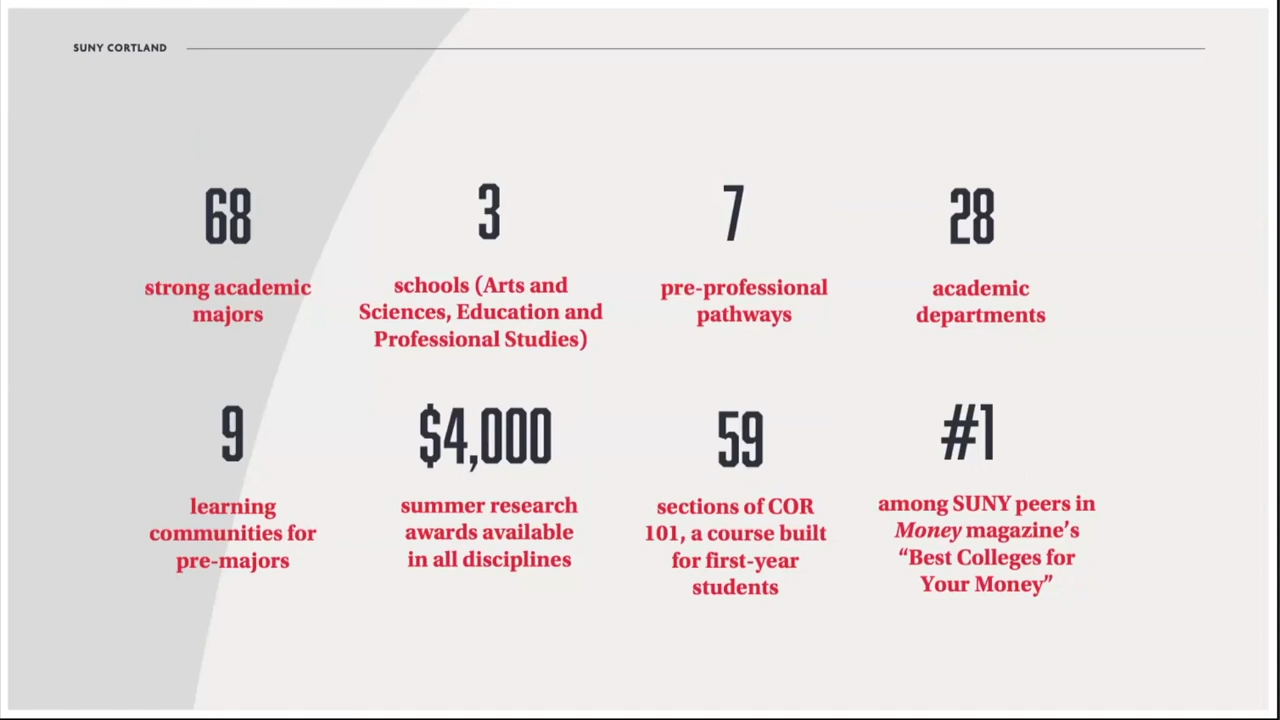 SUNY CORTLAND
68
strong academic
majors
3
schools (Arts and
Sciences, Education and
Professional Studies)
7
pre-professional
pathways
28
academic
departments
9
learning
communities for
pre-majors
$4,000
summer research
awards available
in all disciplines
59
sections of COR
101, a course built
for first-year
students
#1
among SUNY peers in
Money magazine’s
“Best Colleges for
Your Money”